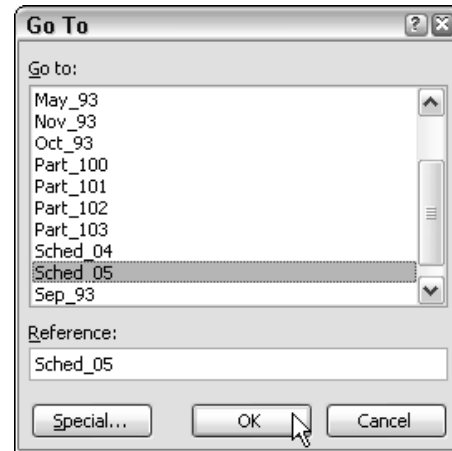 Go To
Go to:
May_93
Nov_93
Oct_93
Part_100
Part_101
Part_102
Part_103
Sched_04
Sched_05
Sep_93
Reference:
Sched_05
Special...
OK
Cancel